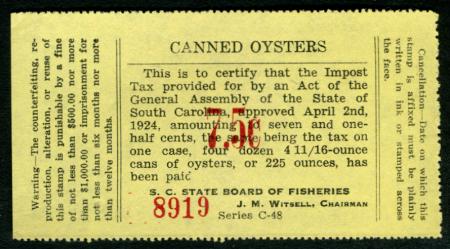 Warning—The counterfeiting, re-
production, alteration, or reuse of
this stamp is punishable by a fine
of not less than $500.00 nor more
than $1,000.00 or imprisonment for
not less than six months nor more
than twelve months.
CANNED OYSTERS
This is to certify that the Impost
Tax provided for by an Act of the
General Assembly of the State of
South Carolina, approved April 2nd,
1924, amounting to seven and one-
half cents, the same being the tax on
one case, four dozen 4 11/16-ounce
cans of oysters, or 225 ounces, has
been paid
7.5¢
S. C. STATE BOARD OF FISHERIES
J. M. WITSELL, CHAIRMAN
8919
Series C-48
Cancellation—Date on which this
stamp is affixed must be plainly
written in ink or stamped across
the face.